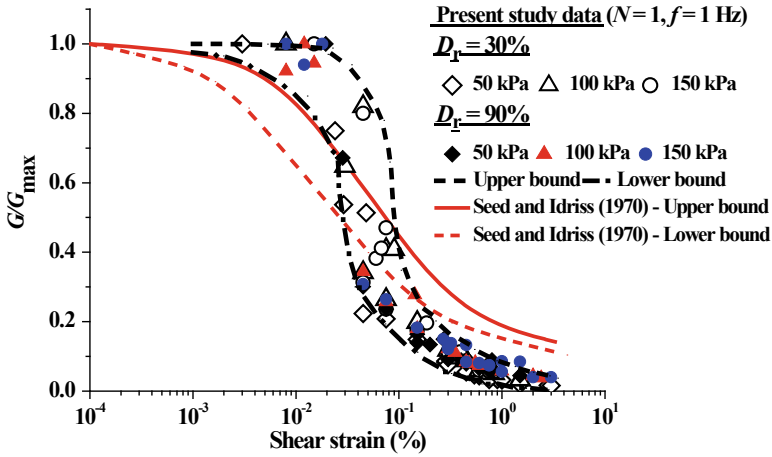 Present study data (N = 1, f = 1 Hz)
Dr = 30%
50 kPa 100 kPa 150 kPa
Dr = 90%
50 kPa 100 kPa 150 kPa
Upper bound Lower bound
Seed and Idriss (1970) - Upper bound
Seed and Idriss (1970) - Lower bound
G/Gmax
1.0
0.8
0.6
0.4
0.2
0.0
10-4 10-3 10-2 10-1 100 101
Shear strain (%)